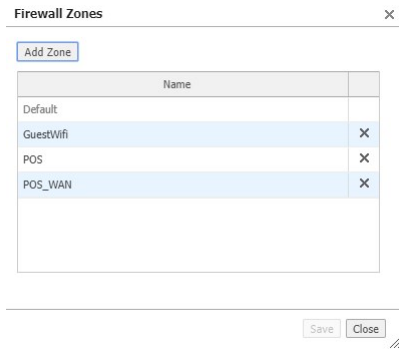 Firewall Zones
Add Zone
Name
Default
GuestWifi
POS
POS_WAN
Save Close